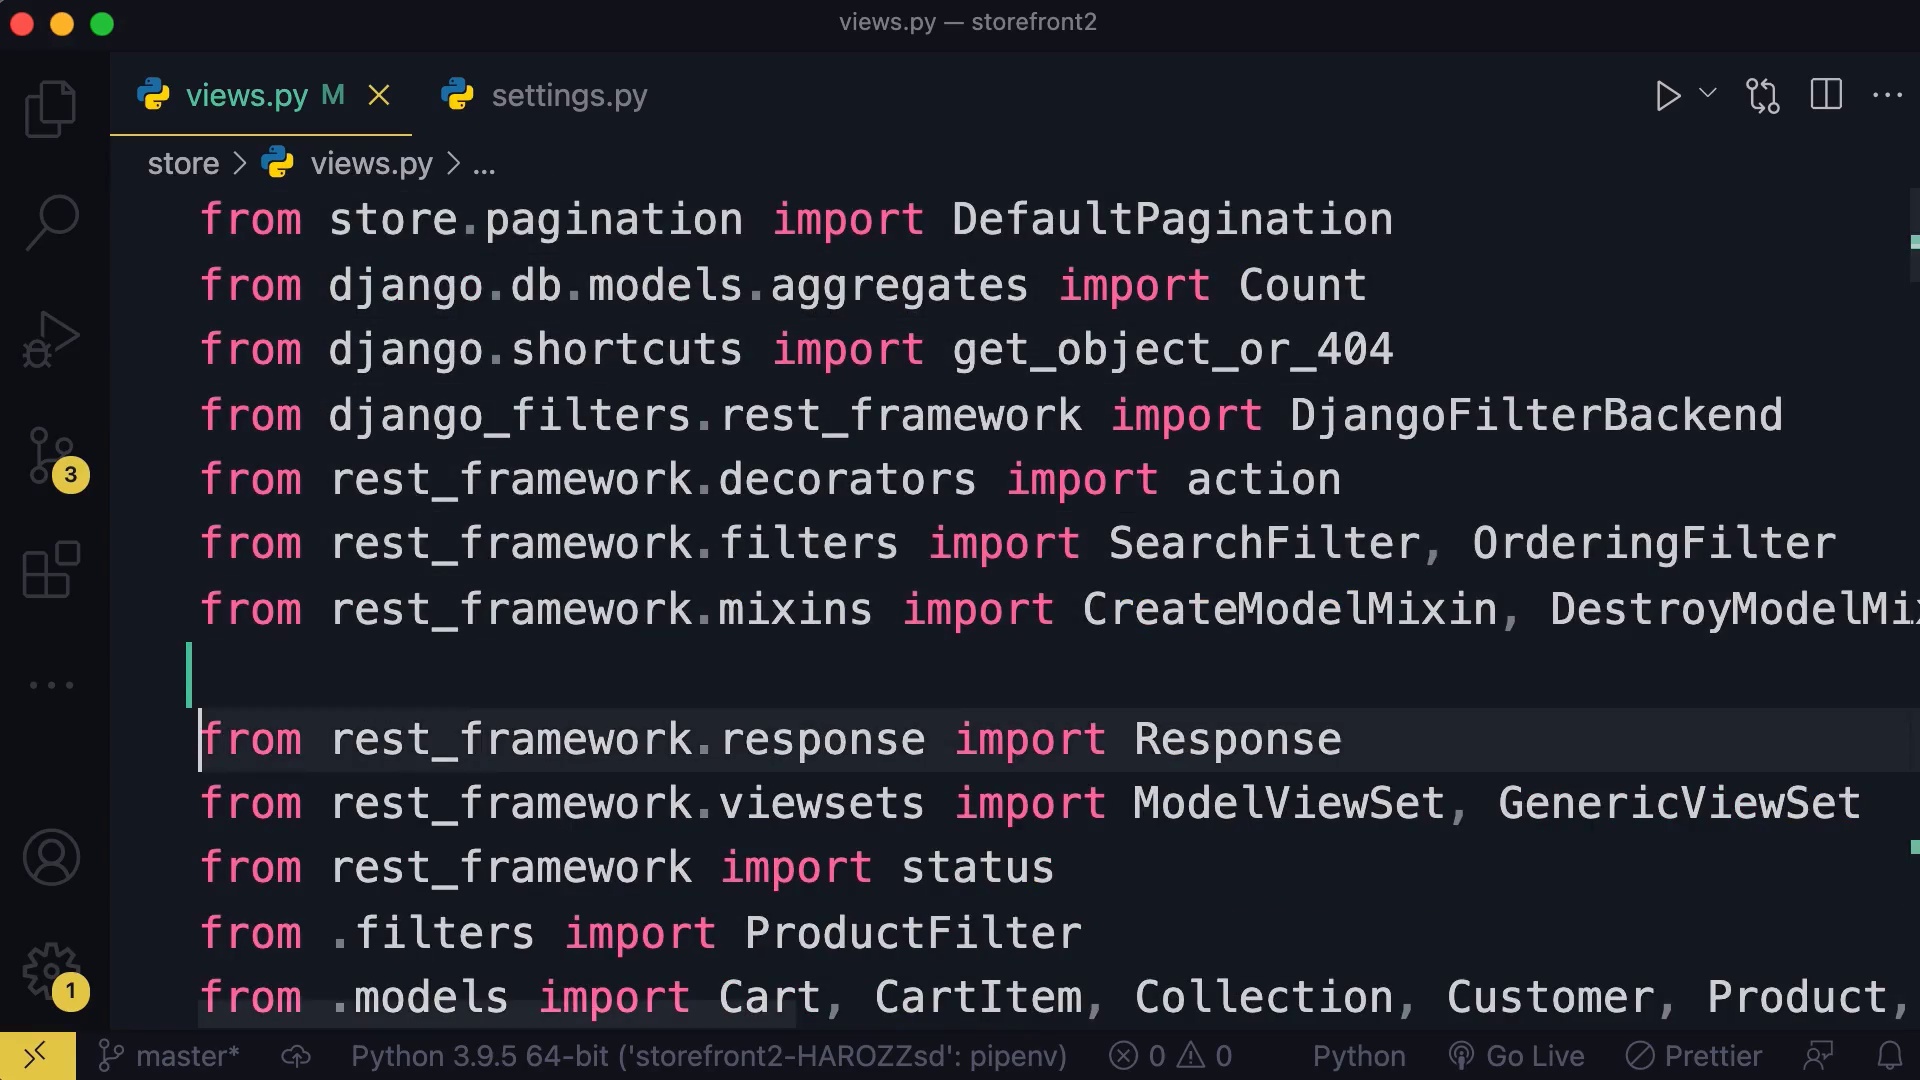 views.py — storefront2
views.py M
settings.py
store > views.py > ...
from store.pagination import DefaultPagination
from django.db.models.aggregates import Count
from django.shortcuts import get_object_or_404
from django_filters.rest_framework import DjangoFilterBackend
from rest_framework.decorators import action
from rest_framework.filters import SearchFilter, OrderingFilter
from rest_framework.mixins import CreateModelMixin, DestroyModelMix
from rest_framework.response import Response
from rest_framework.viewsets import ModelViewSet, GenericViewSet
from rest_framework import status
from .filters import ProductFilter
from .models import Cart, CartItem, Collection, Customer, Product,
3
1
master* Python 3.9.5 64-bit ('storefront2-HAROZZsd': pipenv) 0 0 Python Go Live Prettier